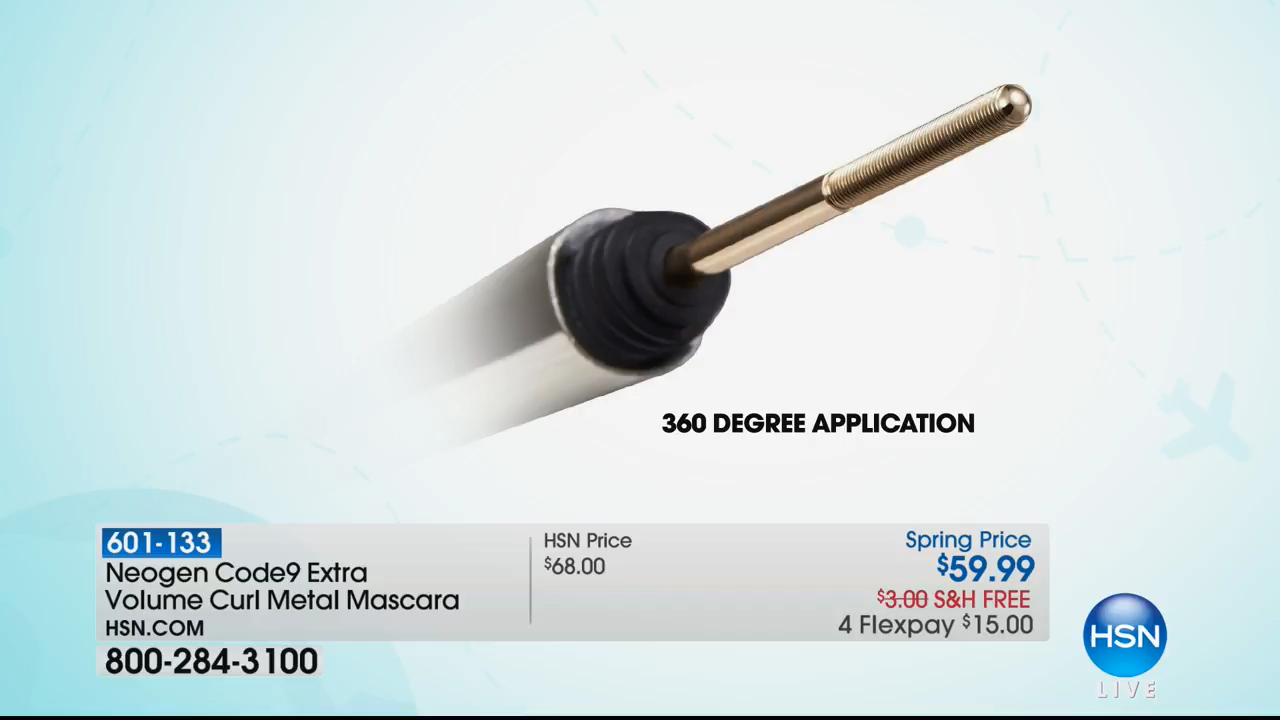 360 DEGREE APPLICATION
601-133
Neogen Code9 Extra
Volume Curl Metal Mascara
HSN.COM
800-284-3100
HSN Price
$68.00
Spring Price
$59.99
$3.00 S&H FREE
4 Flexpay $15.00
HSN
LIVE